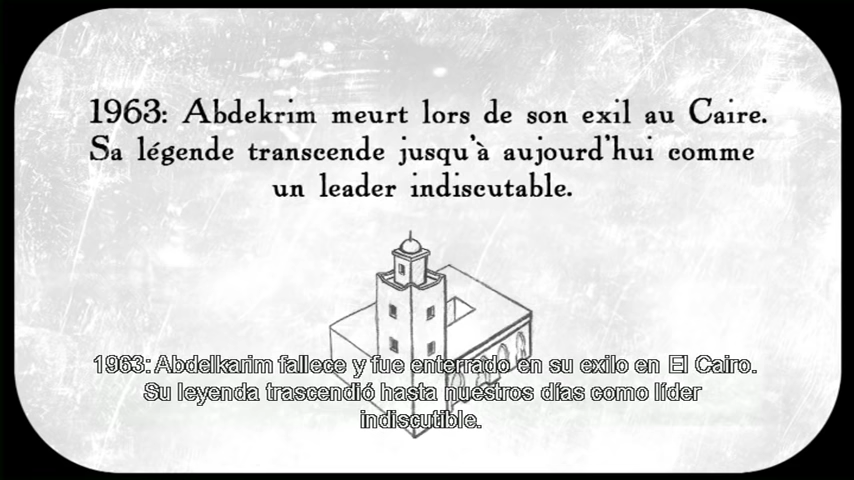 1963: Abdekrim meurt lors de son exil au Caire.
Sa légende transcende jusqu'à aujourd'hui comme
un leader indiscutable.
1963: Abdelkarim fallece y fue enterrado en su exilo en El Cairo.
Su leyenda trascendió hasta nuestros días como líder
indiscutible.